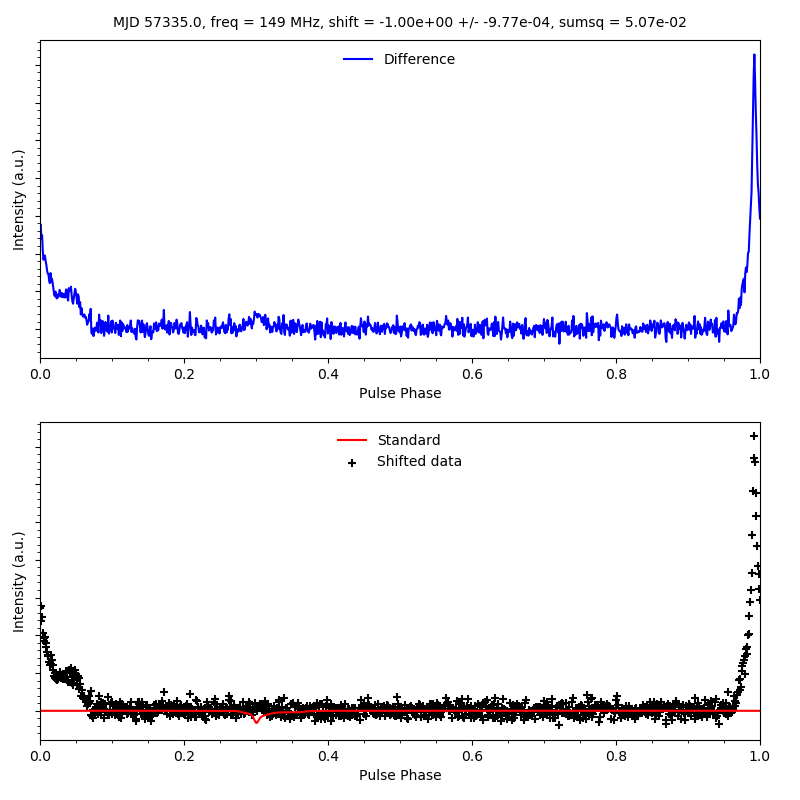 MJD 57335.0, freq = 149 MHz, shift = -1.00e+00 +/- -9.77e-04, sumsq = 5.07e-02
Difference
Intensity (a.u.)
0.0 0.2 0.4 0.6 0.8 1.0
Pulse Phase
Standard
Shifted data
Intensity (a.u.)
0.0 0.2 0.4 0.6 0.8 1.0
Pulse Phase